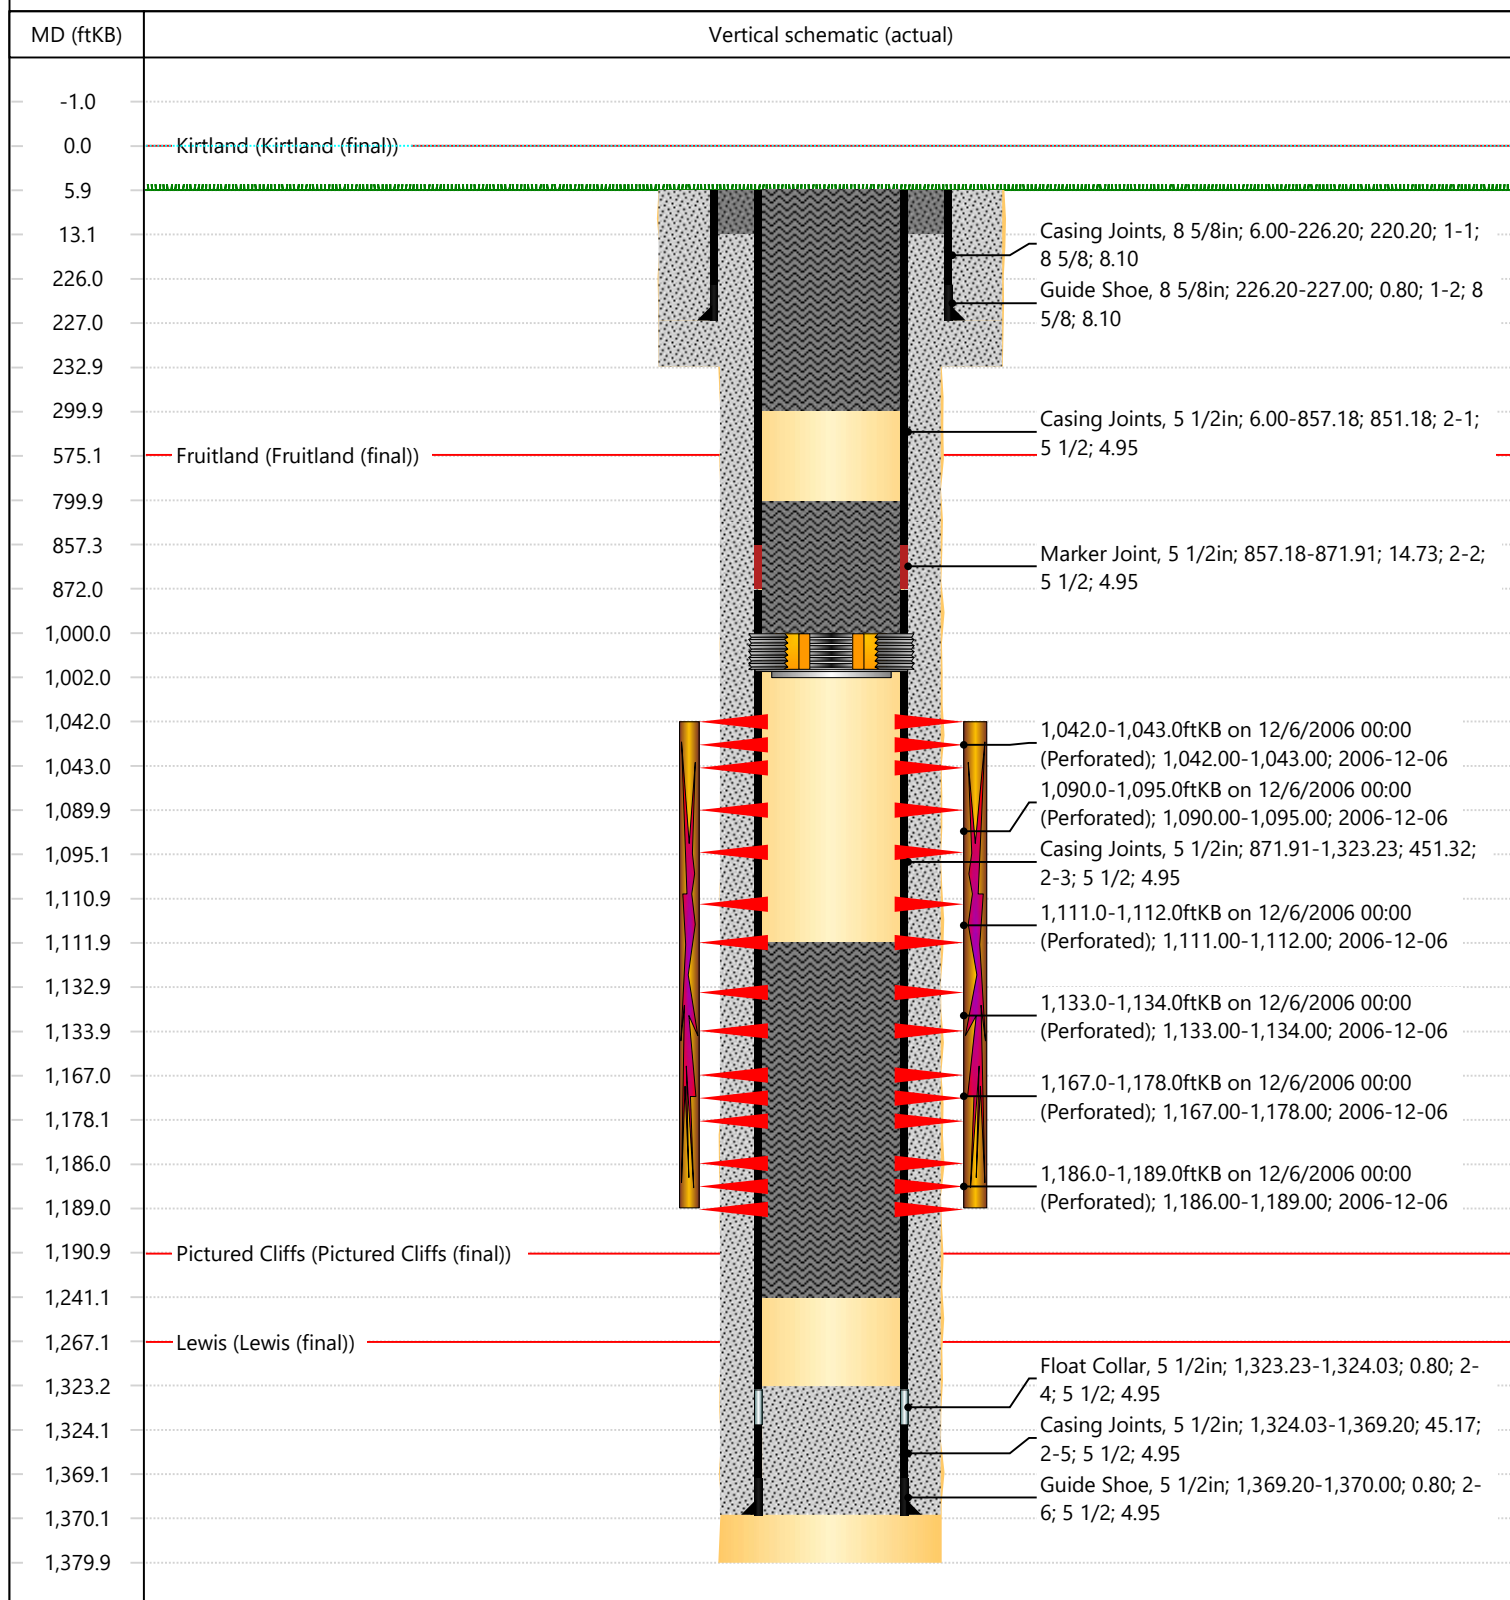 MD (ftKB)
Vertical schematic (actual)
-1.0
0.0
Kirtland (Kirtland (final))
5.9
13.1
Casing Joints, 8 5/8in; 6.00-226.20; 220.20; 1-1;
8 5/8; 8.10
226.0
Guide Shoe, 8 5/8in; 226.20-227.00; 0.80; 1-2; 8
5/8; 8.10
227.0
232.9
299.9
Casing Joints, 5 1/2in; 6.00-857.18; 851.18; 2-1;
5 1/2; 4.95
575.1
Fruitland (Fruitland (final))
799.9
857.3
Marker Joint, 5 1/2in; 857.18-871.91; 14.73; 2-2;
5 1/2; 4.95
872.0
1,000.0
1,002.0
1,042.0
1,042.0-1,043.0ftKB on 12/6/2006 00:00
(Perforated); 1,042.00-1,043.00; 2006-12-06
1,043.0
1,090.0-1,095.0ftKB on 12/6/2006 00:00
(Perforated); 1,090.00-1,095.00; 2006-12-06
1,089.9
1,095.1
Casing Joints, 5 1/2in; 871.91-1,323.23; 451.32;
2-3; 5 1/2; 4.95
1,110.9
1,111.0-1,112.0ftKB on 12/6/2006 00:00
(Perforated); 1,111.00-1,112.00; 2006-12-06
1,111.9
1,132.9
1,133.0-1,134.0ftKB on 12/6/2006 00:00
(Perforated); 1,133.00-1,134.00; 2006-12-06
1,133.9
1,167.0
1,167.0-1,178.0ftKB on 12/6/2006 00:00
(Perforated); 1,167.00-1,178.00; 2006-12-06
1,178.1
1,186.0
1,186.0-1,189.0ftKB on 12/6/2006 00:00
(Perforated); 1,186.00-1,189.00; 2006-12-06
1,189.0
1,190.9
Pictured Cliffs (Pictured Cliffs (final))
1,241.1
1,267.1
Lewis (Lewis (final))
Float Collar, 5 1/2in; 1,323.23-1,324.03; 0.80; 2-
4; 5 1/2; 4.95
1,323.2
1,324.1
Casing Joints, 5 1/2in; 1,324.03-1,369.20; 45.17;
2-5; 5 1/2; 4.95
1,369.1
Guide Shoe, 5 1/2in; 1,369.20-1,370.00; 0.80; 2-
6; 5 1/2; 4.95
1,370.1
1,379.9